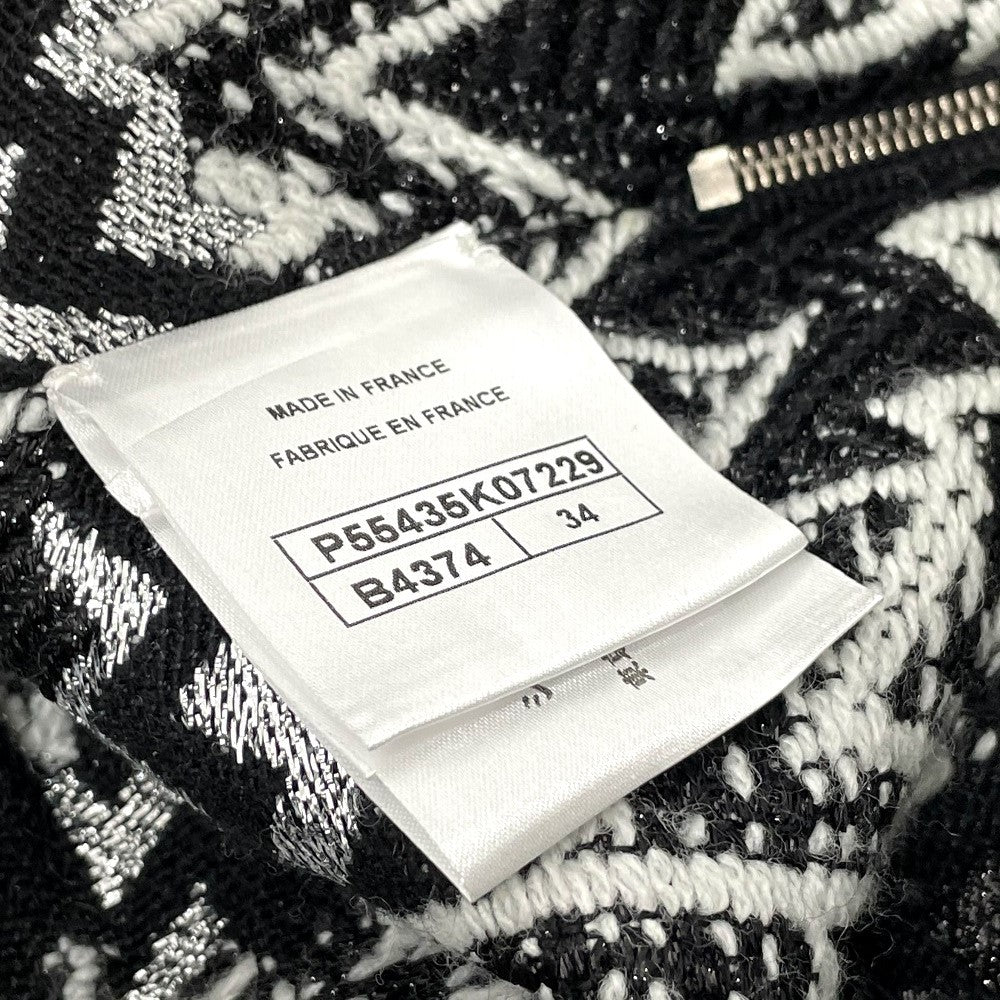 MADE IN FRANCE
FABRIQUE EN FRANCE
P55435K07229
B4374
34